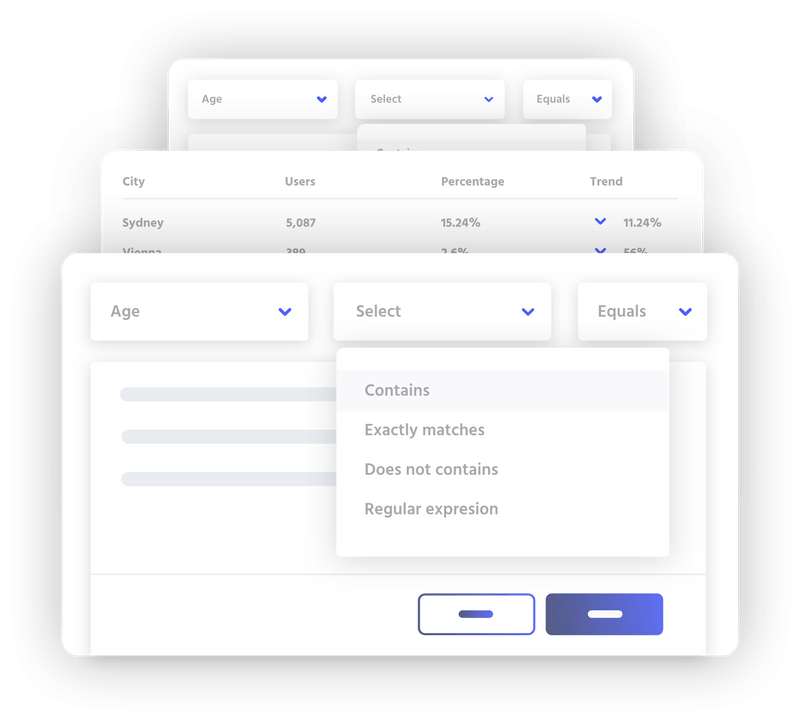 Age Select Equals
City Users Percentage Trend
Sydney 5,087 15.24% 11.24%
Vienna 389 2.6% 56%
Age Select Equals
Contains
Exactly matches
Does not contains
Regular expresion